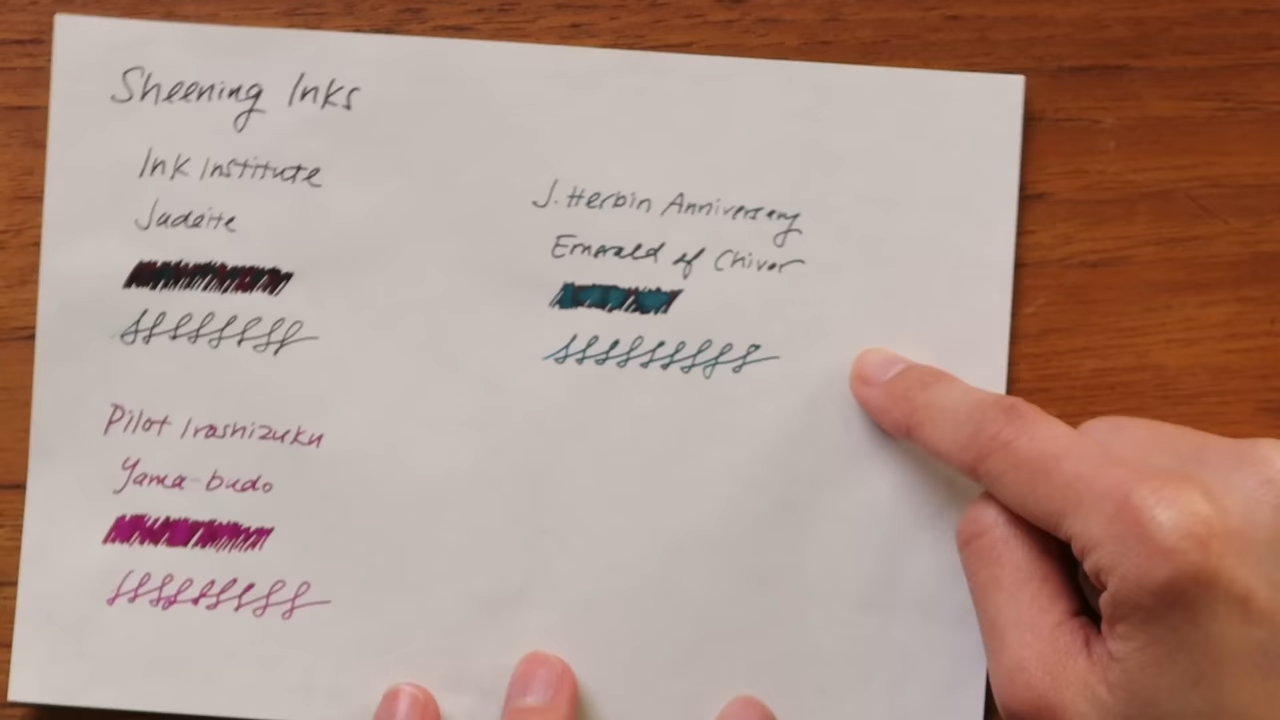 Sheening Inks
Ink Institute
Jadeite
Pilot Iroshizuku
Yama-budo
J. Herbin Anniversary
Emerald of Chivor